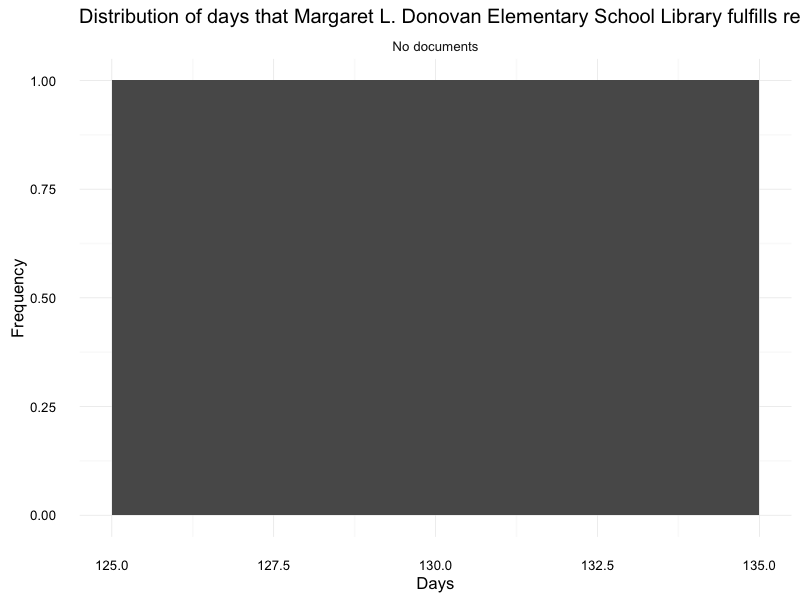 Distribution of days that Margaret L. Donovan Elementary School Library fulfills re
No documents
1.00
0.75
0.50
0.25
0.00
Frequency
125.0 127.5 130.0 132.5 135.0
Days